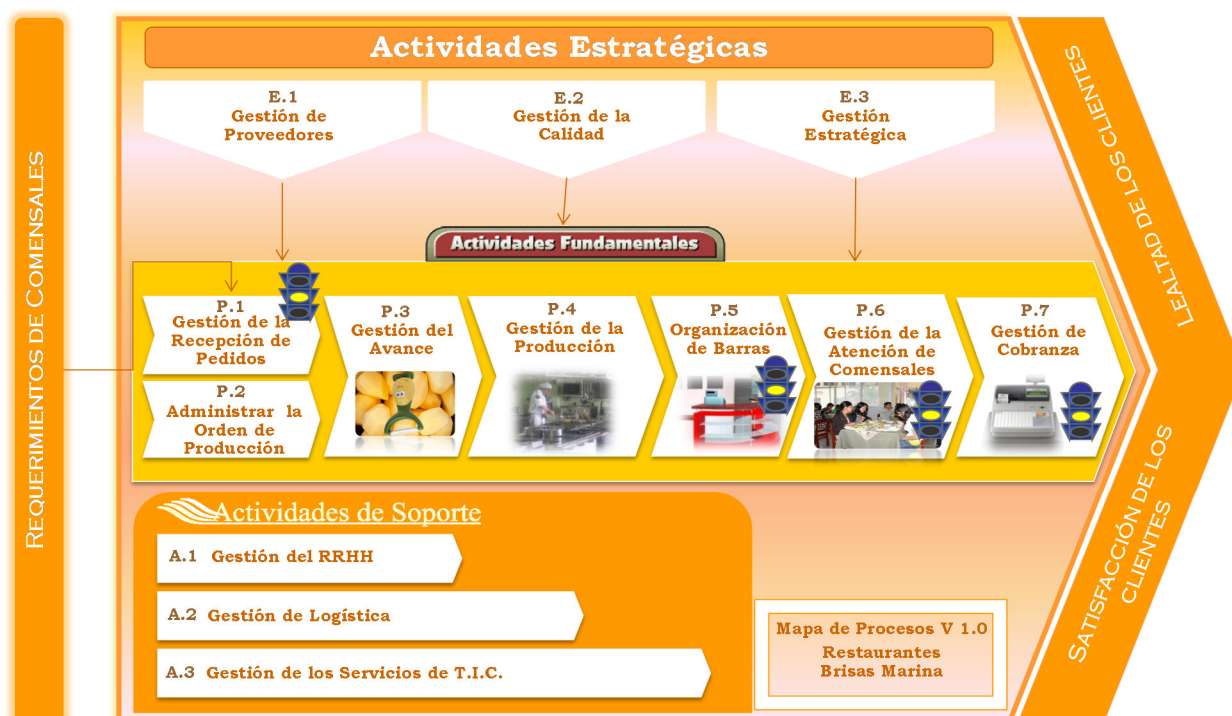 REQUERIMIENTOS DE COMENSALES
Actividades Estratégicas
E.1
Gestión de
Proveedores
E.2
Gestión de la
Calidad
E.3
Gestión
Estratégica
Actividades Fundamentales
P.1
Gestión de la
Recepción de
Pedidos
P.2
Administrar la
Orden de
Producción
P.3
Gestión del
Avance
P.4
Gestión de la
Producción
P.5
Organización
de Barras
P.6
Gestión de la
Atención de
Comensales
P.7
Gestión de
Cobranza
Actividades de Soporte
A.1 Gestión del RRHH
A.2 Gestión de Logística
A.3 Gestión de los Servicios de T.I.C.
Mapa de Procesos V 1.0
Restaurantes
Brisas Marina
LEALTAD DE LOS CLIENTES
SATISFACCIÓN DE LOS
CLIENTES